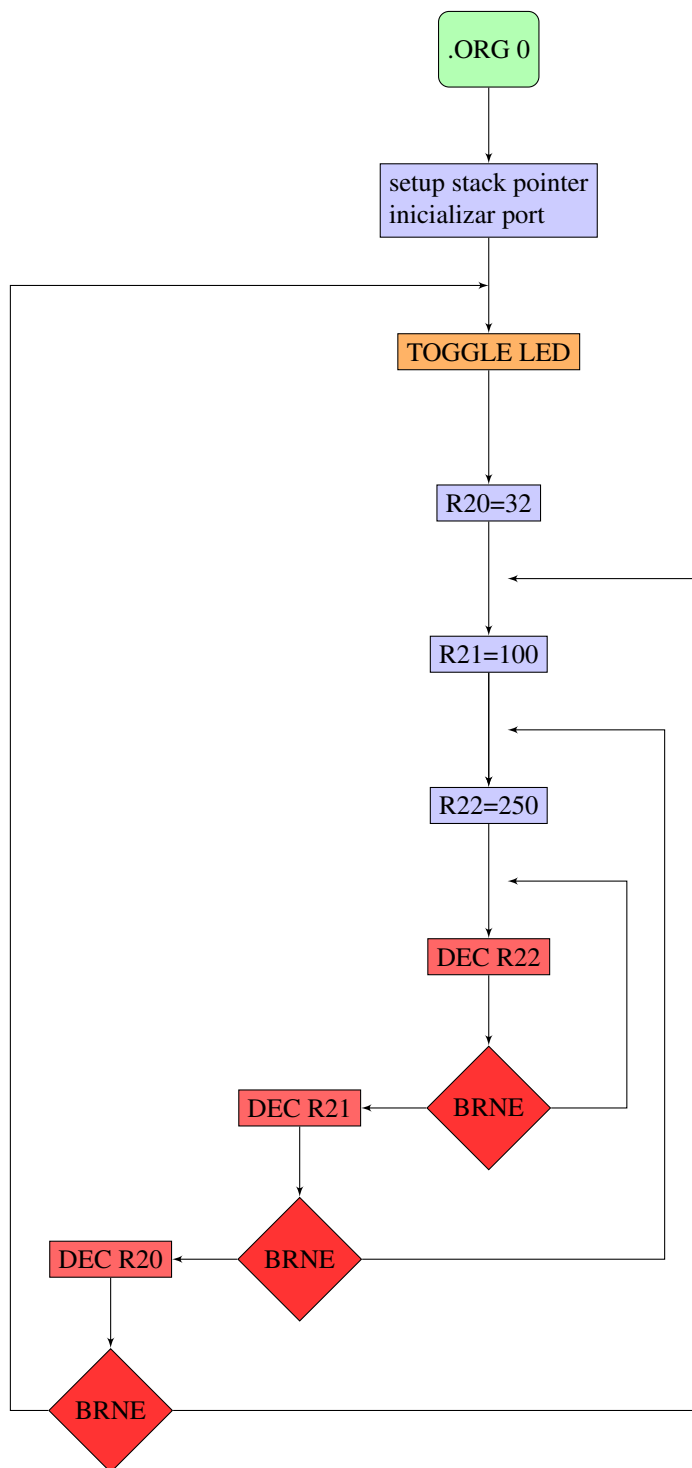 .ORG 0
setup stack pointer
inicializar port
TOGGLE LED
R20=32
R21=100
R22=250
DEC R22
BRNE
DEC R21
BRNE
DEC R20
BRNE